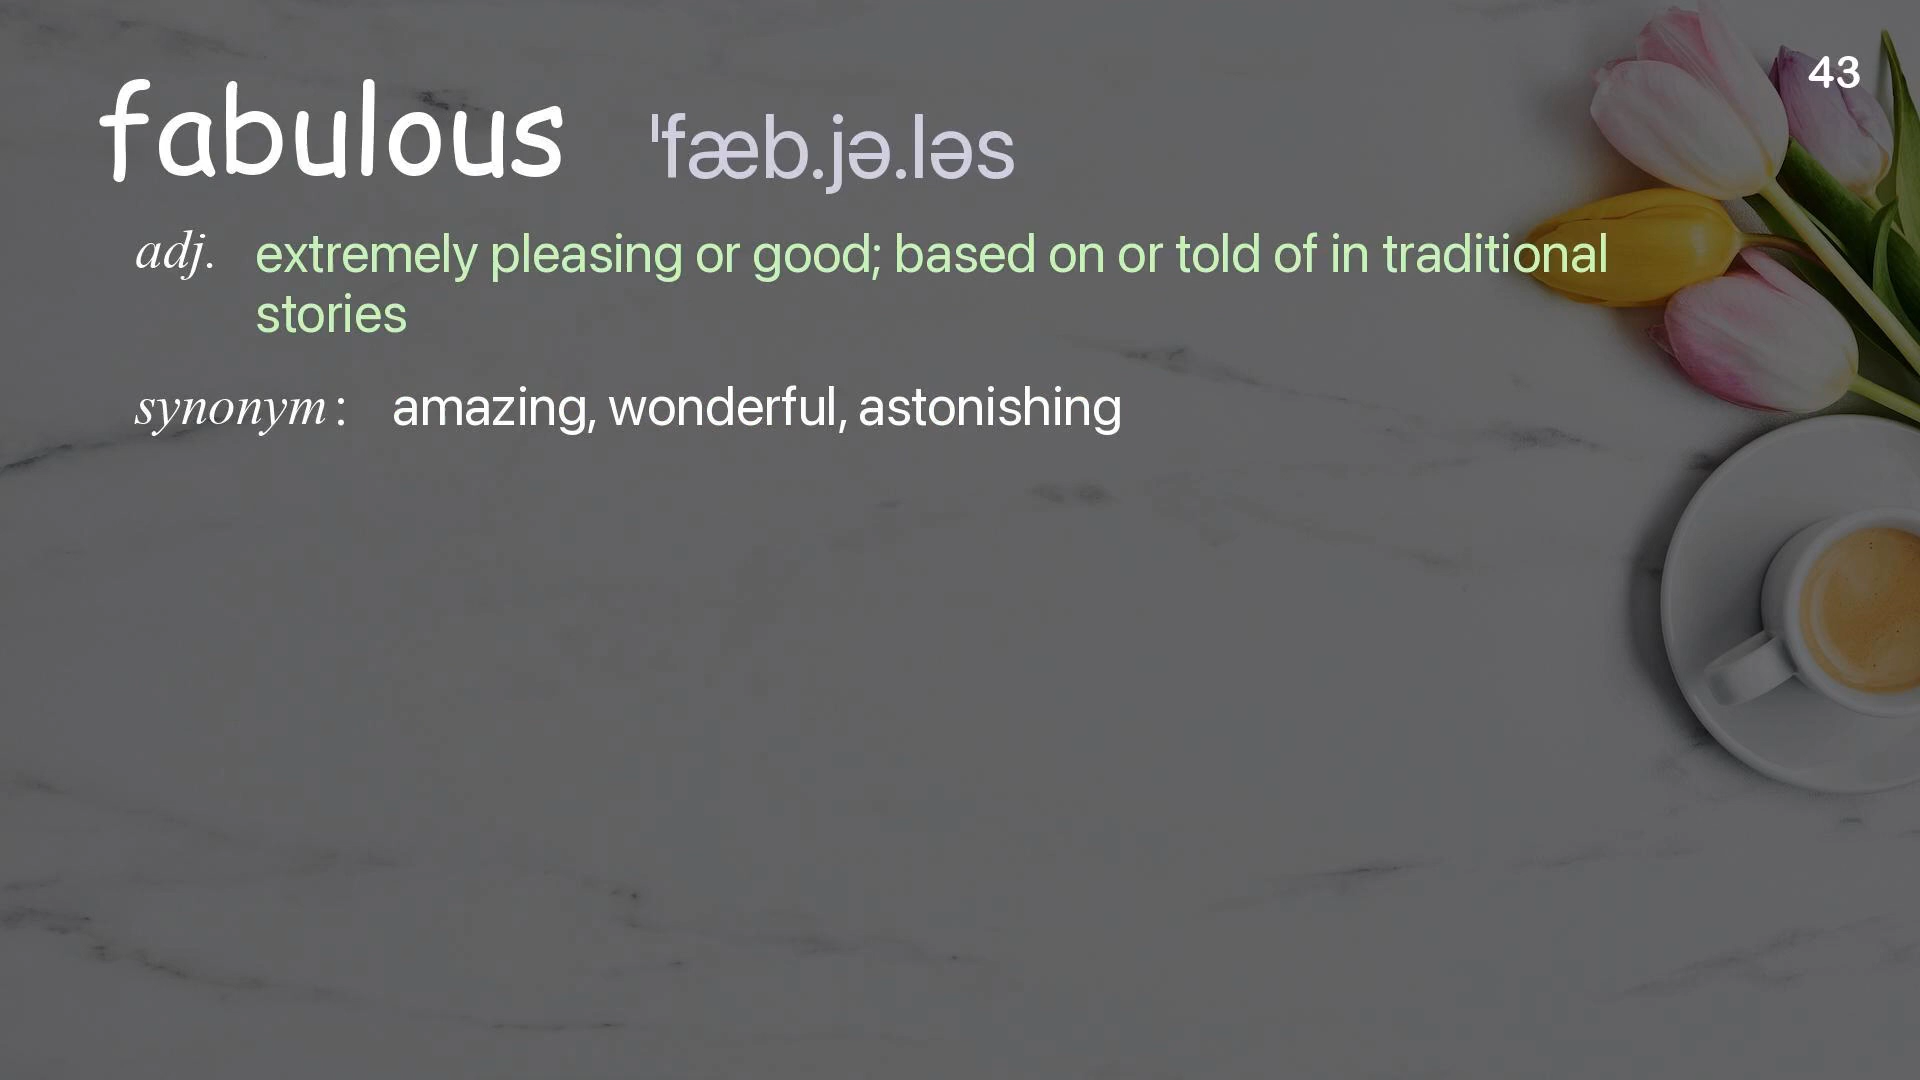 43
fabulous ˈfæb.jə.ləs
adj. extremely pleasing or good; based on or told of in traditional
stories
synonym : amazing, wonderful, astonishing